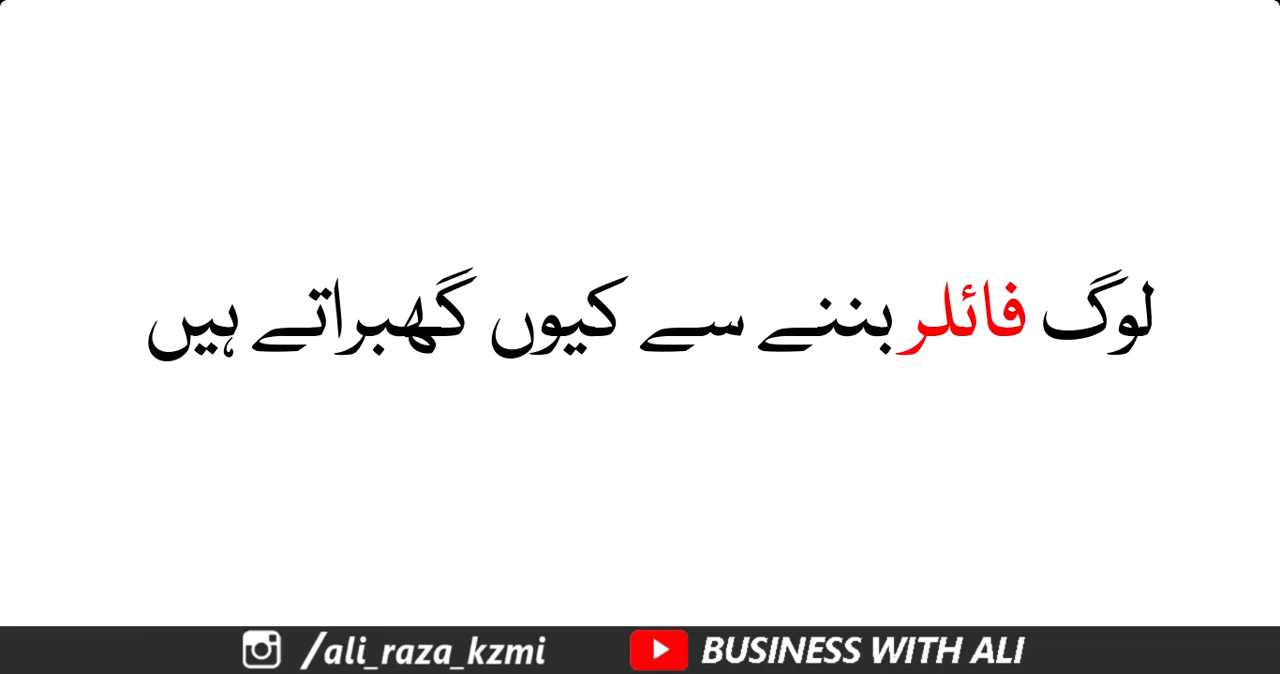 لوگ فائلر بننے سے کیوں گھبراتے ہیں
/ali_raza_kzmi BUSINESS WITH ALI